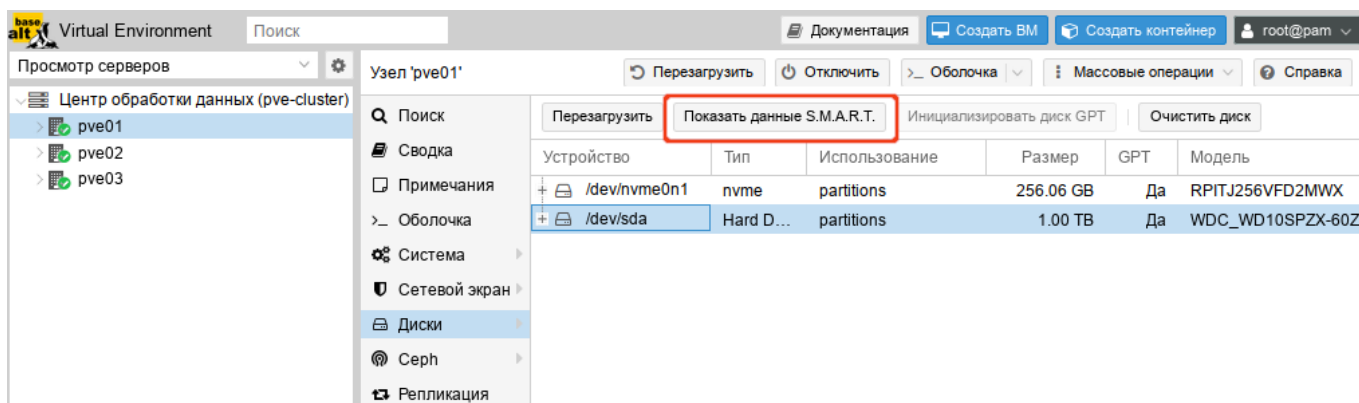 base alt Virtual Environment Поиск Документация Создать ВМ Создать контейнер root@pam
Просмотр серверов
Центр обработки данных (pve-cluster)
pve01
pve02
pve03
Узел 'pve01' Перезагрузить Отключить >_ Оболочка Массовые операции Справка
Поиск
Сводка
Примечания
>_ Оболочка
Система
Сетевой экран
Диски
Ceph
Репликация
Перезагрузить Показать данные S.M.A.R.T. Инициализировать диск GPT Очистить диск
Устройство Тип Использование Размер GPT Модель
/dev/nvme0n1 nvme partitions 256.06 GB Да RPITJ256VFD2MWX
/dev/sda Hard D... partitions 1.00 TB Да WDC_WD10SPZX-60Z